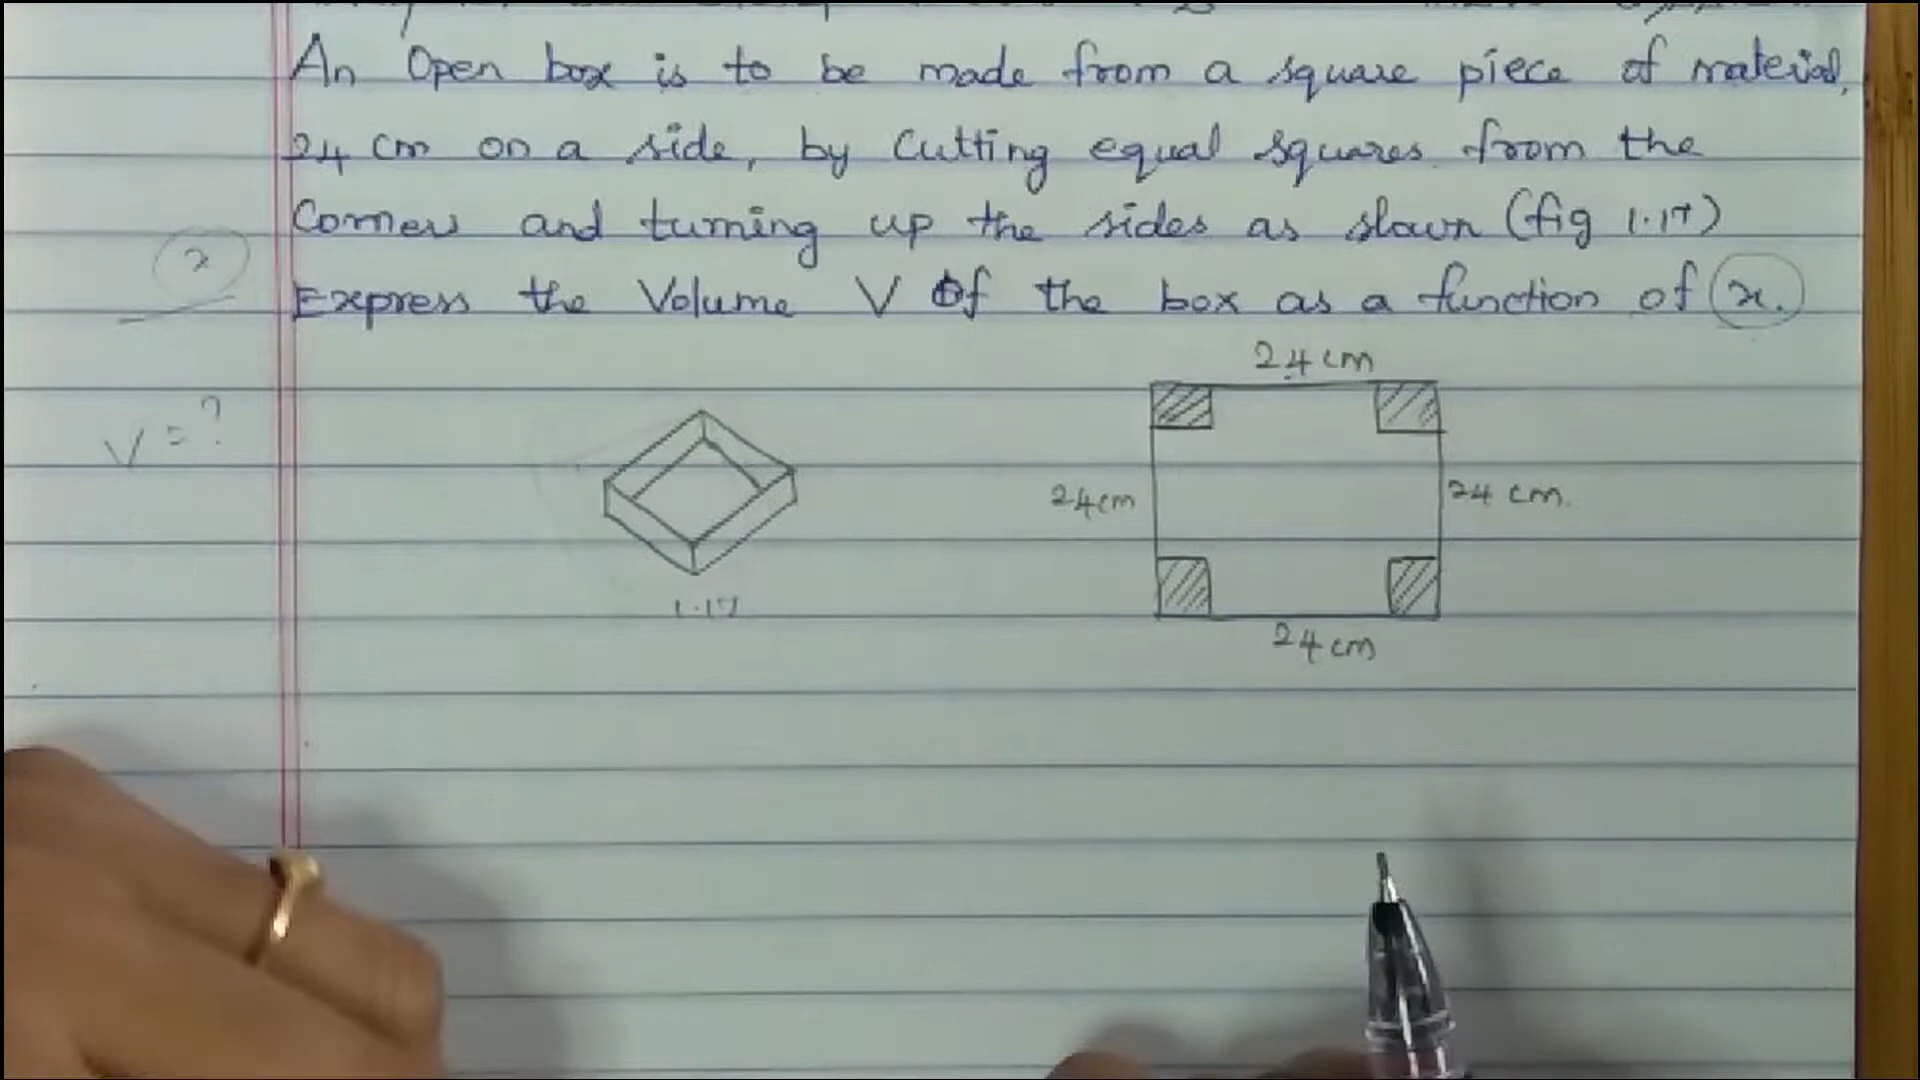 An Open box is to be made from a square piece of material,
24 cm on a side, by Cutting equal squares from the
Corners and turning up the sides as shown (fig 1.17)
Express the Volume V of the box as a function of x.
x
V = ?
24 cm
24 cm
24 cm.
24 cm
1.17